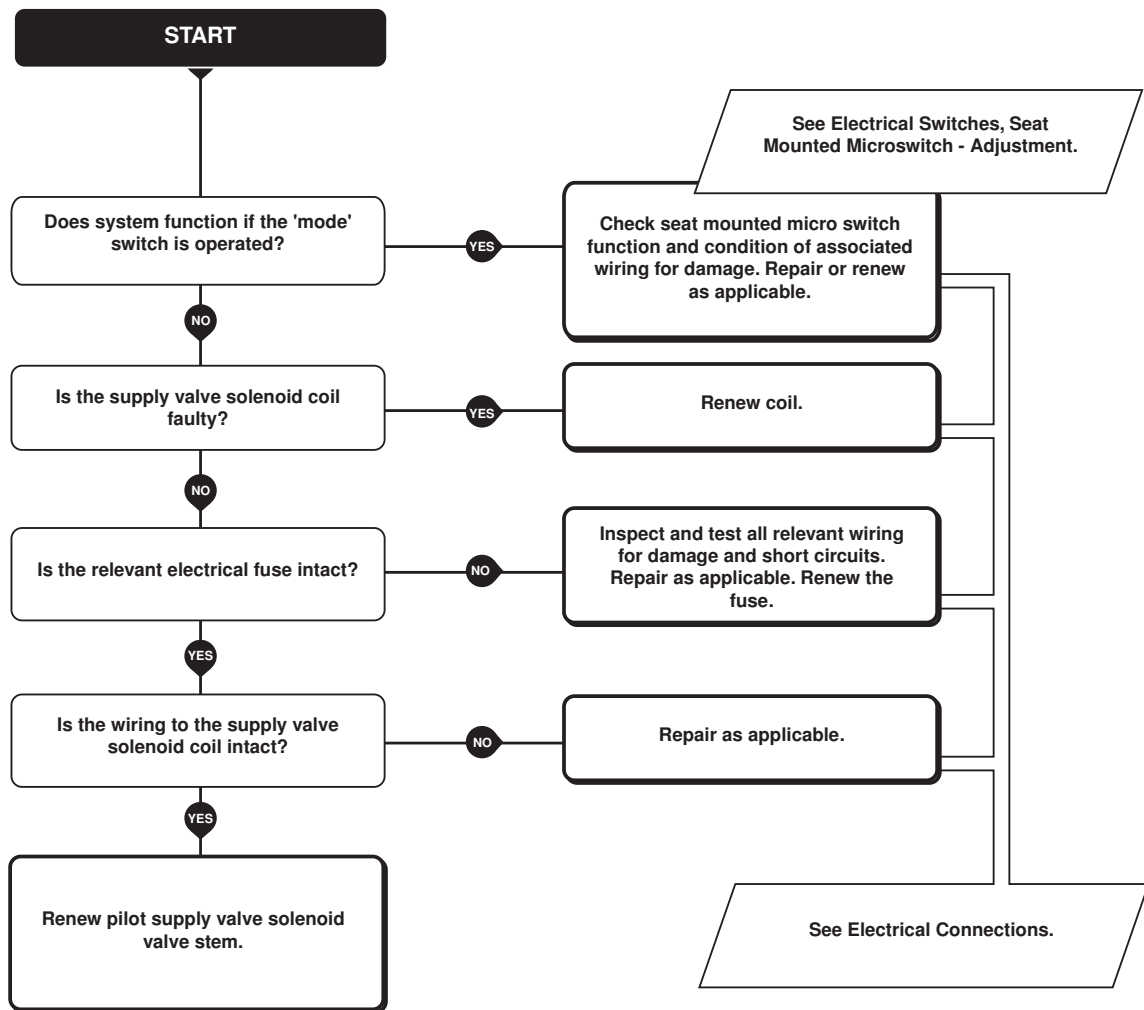 START
See Electrical Switches, Seat
Mounted Microswitch - Adjustment.
Does system function if the 'mode'
switch is operated?
YES
Check seat mounted micro switch
function and condition of associated
wiring for damage. Repair or renew
as applicable.
NO
Is the supply valve solenoid coil
faulty?
YES
Renew coil.
NO
Is the relevant electrical fuse intact?
NO
Inspect and test all relevant wiring
for damage and short circuits.
Repair as applicable. Renew the
fuse.
YES
Is the wiring to the supply valve
solenoid coil intact?
NO
Repair as applicable.
YES
Renew pilot supply valve solenoid
valve stem.
See Electrical Connections.